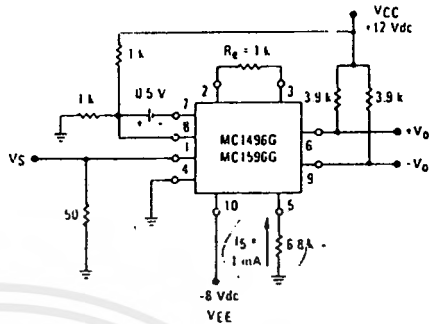 VCC
+12 Vdc
1 k
Re = 1 k
2
3
3.9 k
3.9 k
1 k
0.5 V
7
+ -
8
MC1496G
MC1596G
6
+Vo
VS
1
4
9
-Vo
10
5
50
I5 =
1 mA
6.8 k
-8 Vdc
VEE